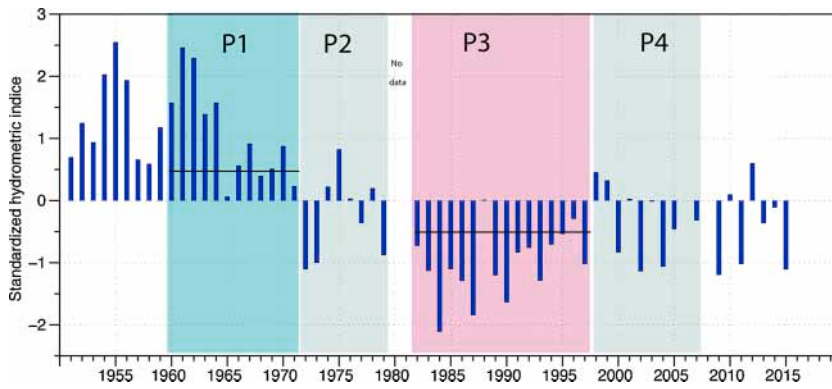 3
2
1
0
−1
−2
Standardized hydrometric indice
P1
P2
No
data
P3
P4
1955 1960 1965 1970 1975 1980 1985 1990 1995 2000 2005 2010 2015